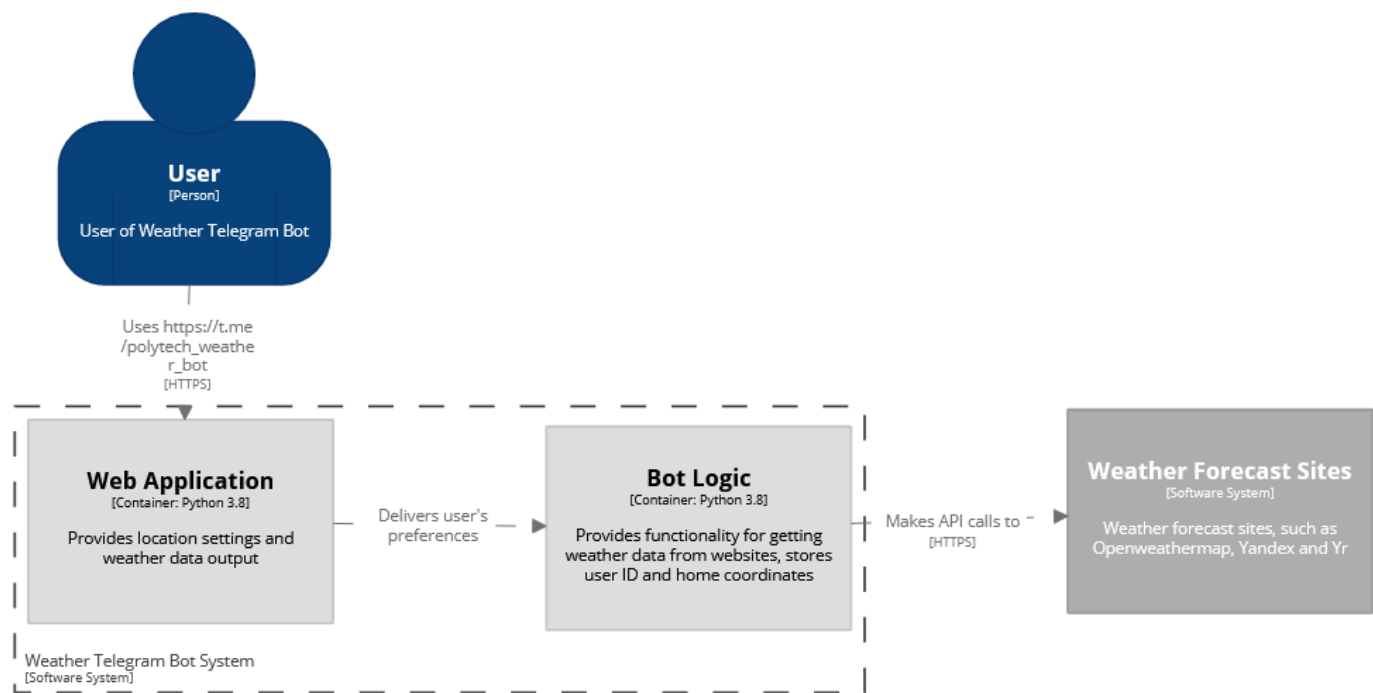 User
[Person]
User of Weather Telegram Bot
Uses https://t.me
/polytech_weathe
r_bot
[HTTPS]
Web Application
[Container: Python 3.8]
Provides location settings and
weather data output
Delivers user's
preferences
Bot Logic
[Container: Python 3.8]
Provides functionality for getting
weather data from websites, stores
user ID and home coordinates
Makes API calls to
[HTTPS]
Weather Forecast Sites
[Software System]
Weather forecast sites, such as
Openweathermap, Yandex and Yr
Weather Telegram Bot System
[Software System]